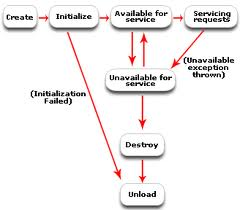 Create
Initialize
Available for
service
Servicing
requests
(Unavailable
exception
thrown)
Unavailable for
service
(Initialization
Failed)
Destroy
Unload